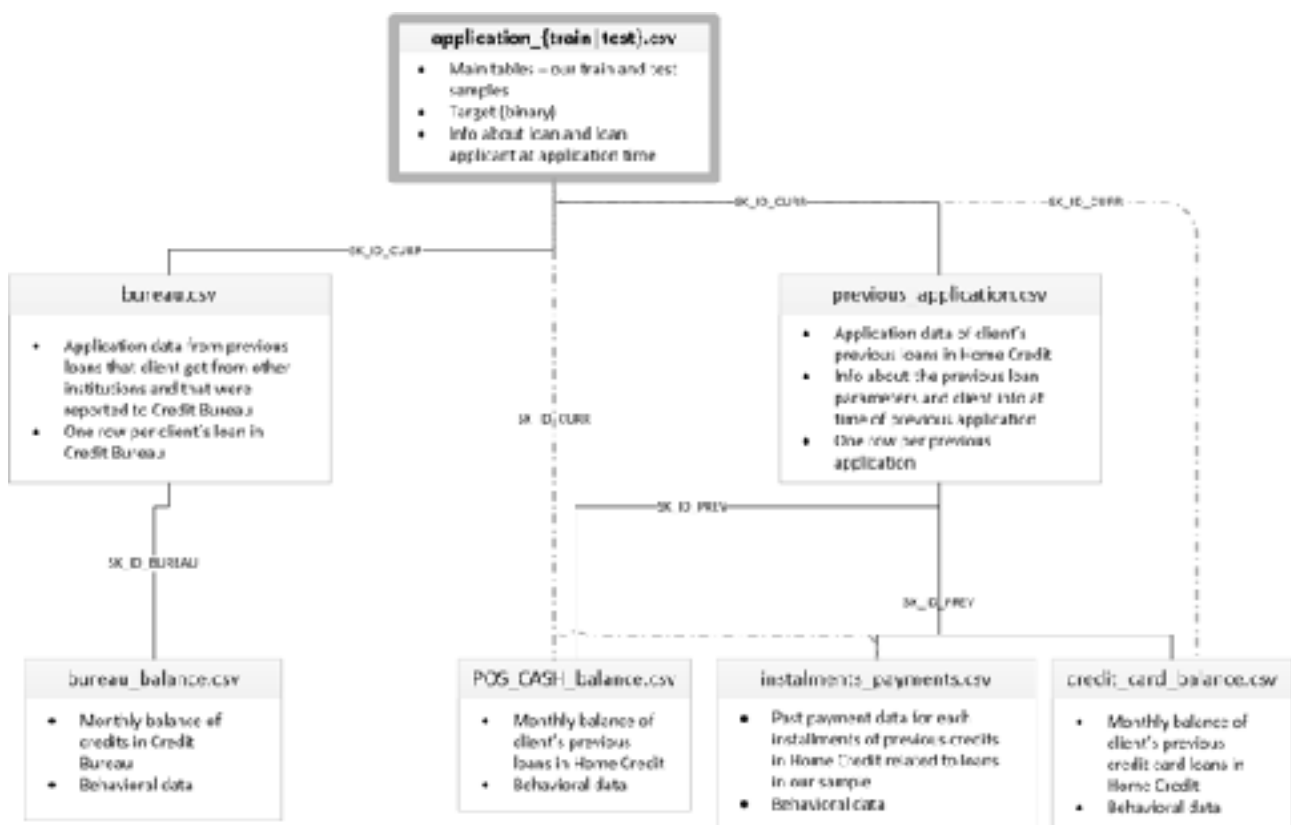 application_{train|test}.csv
• Main tables – our train and test
samples
• Target (binary)
• Info about loan and loan
applicant at application time
SK_ID_CURR
SK_ID_CURR
SK_ID_CURR
bureau.csv
• Application data from previous
loans that client got from other
institutions and that were
reported to Credit Bureau
• One row per client's loan in
Credit Bureau
previous_application.csv
• Application data of client's
previous loans in Home Credit
• Info about the previous loan
parameters and client info at
time of previous application
• One row per previous
application
SK_ID_CURR
SK_ID_PREV
SK_ID_BUREAU
SK_ID_PREV
bureau_balance.csv
• Monthly balance of
credits in Credit
Bureau
• Behavioral data
POS_CASH_balance.csv
• Monthly balance of
client's previous
loans in Home Credit
• Behavioral data
instalments_payments.csv
• Past payment data for each
installments of previous credits
in Home Credit related to loans
in our sample
• Behavioral data
credit_card_balance.csv
• Monthly balance of
client's previous
credit card loans in
Home Credit
• Behavioral data